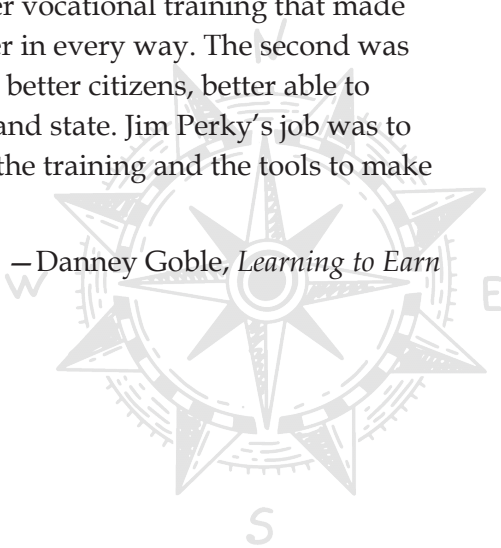 er vocational training that made
er in every way. The second was
better citizens, better able to
and state. Jim Perky's job was to
the training and the tools to make
—Danney Goble, Learning to Earn
N
W
E
S